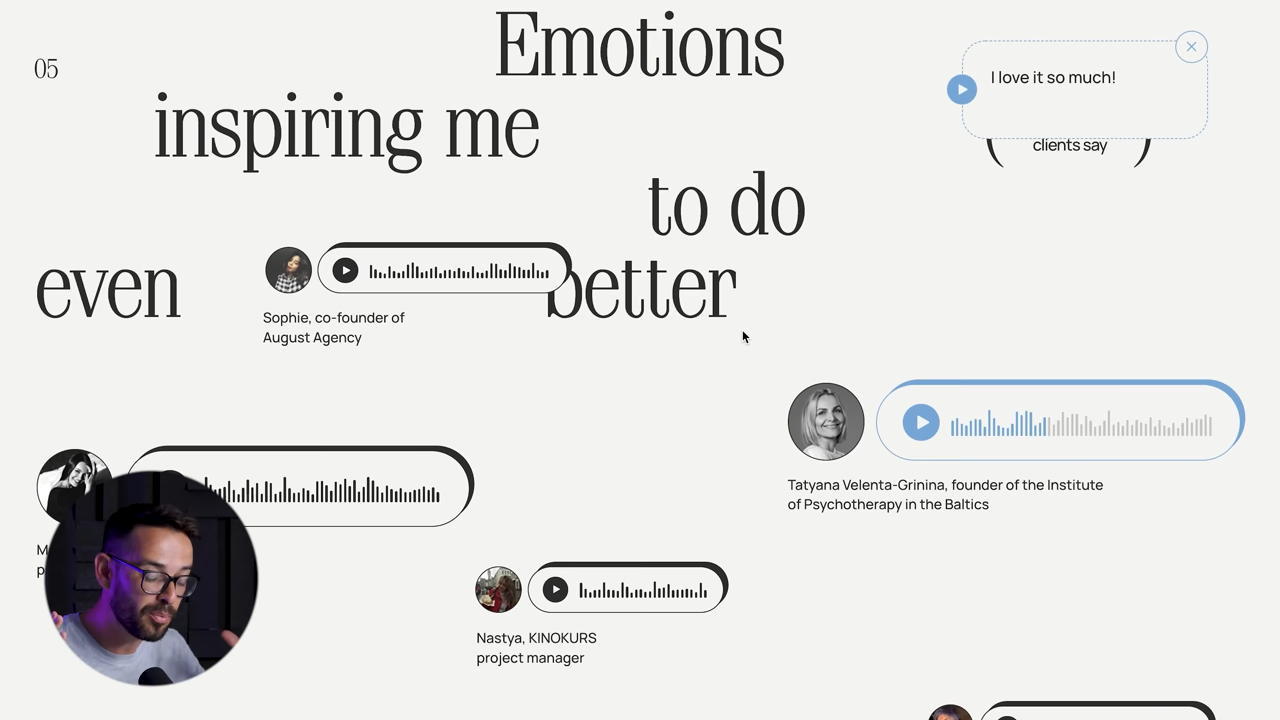 05
Emotions
inspiring me
to do
even
better
I love it so much!
clients say
Sophie, co-founder of
August Agency
Tatyana Velenta-Grinina, founder of the Institute
of Psychotherapy in the Baltics
Nastya, KINOKURS
project manager